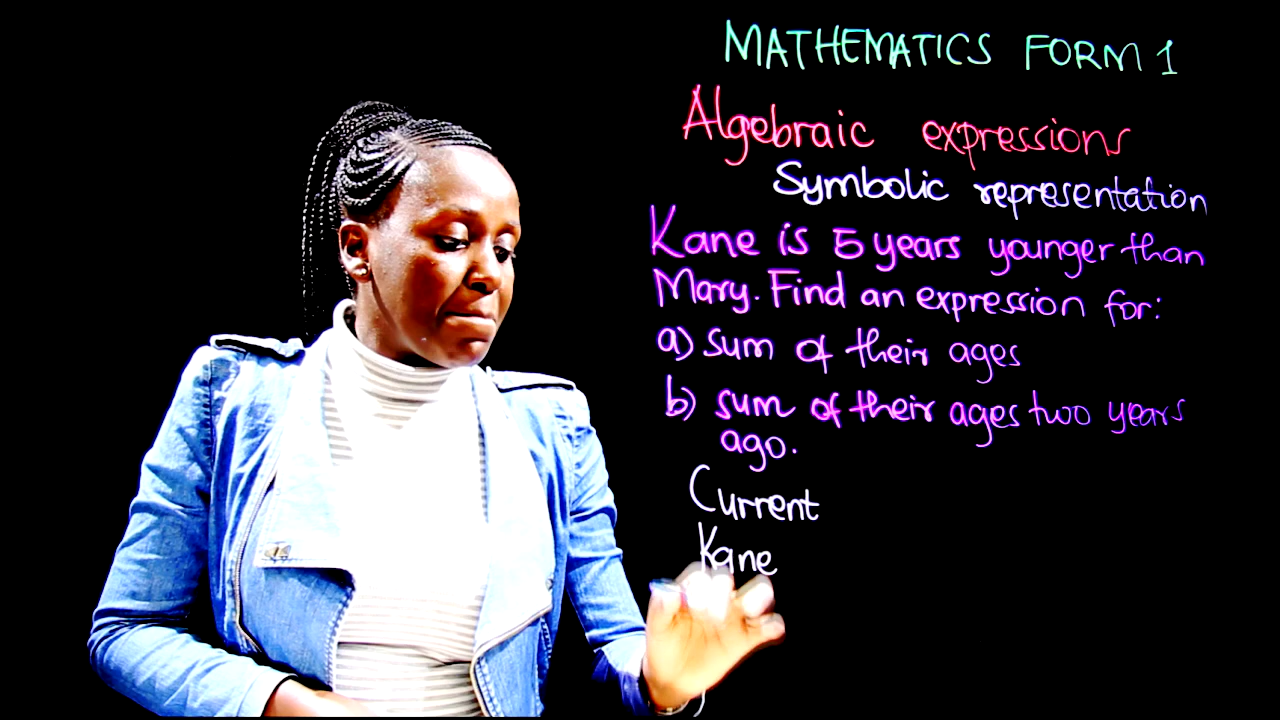 MATHEMATICS FORM 1
Algebraic expressions
Symbolic representation
Kane is 5 years younger than
Mary. Find an expression for:
a) sum of their ages
b) sum of their ages two years
ago.
Current
Kane